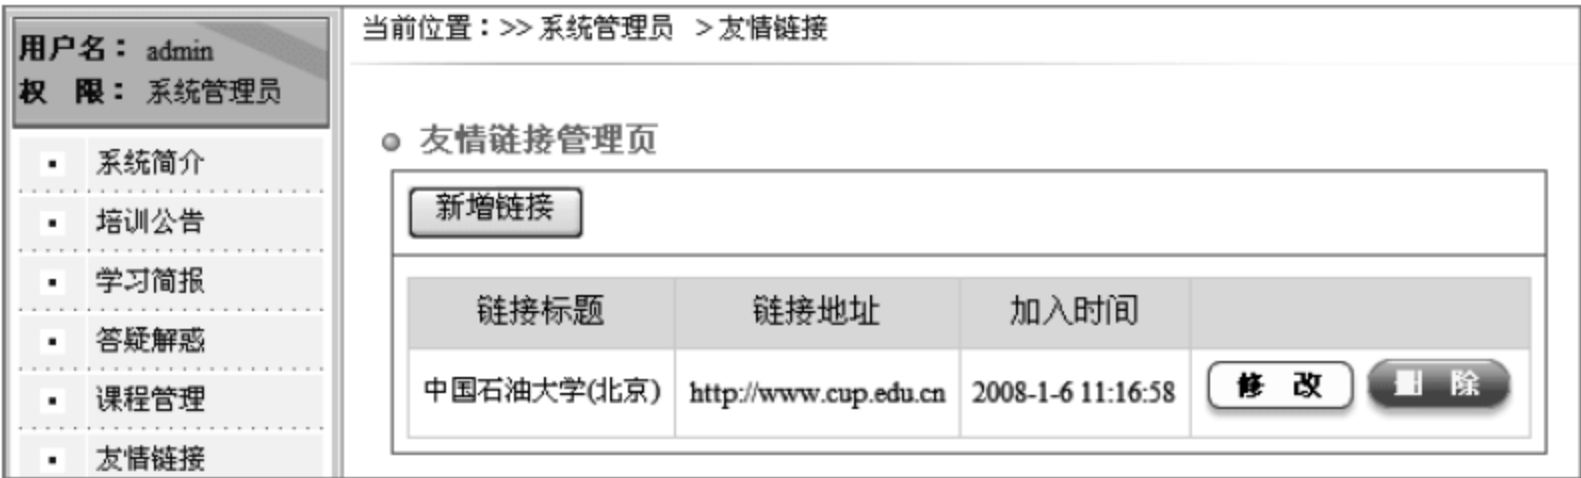 用户名： admin
权 限： 系统管理员
系统简介
培训公告
学习简报
答疑解惑
课程管理
友情链接
当前位置：>> 系统管理员 >友情链接
友情链接管理页
新增链接
链接标题 链接地址 加入时间
中国石油大学(北京) http://www.cup.edu.cn 2008-1-6 11:16:58 修 改 删 除